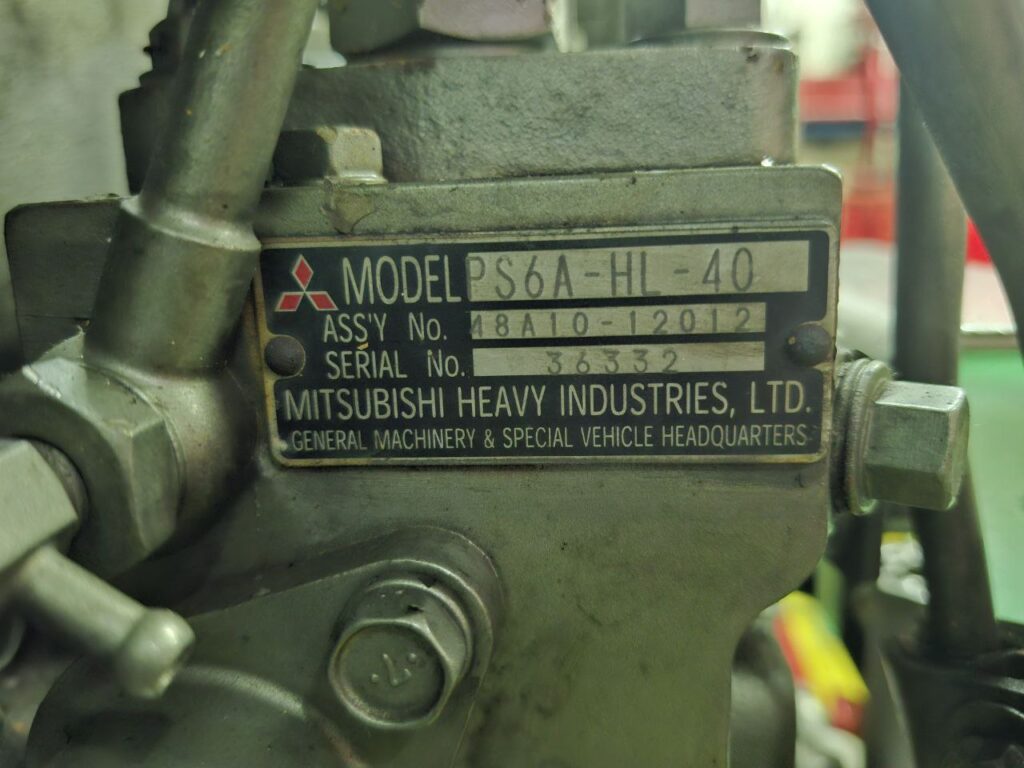 MODEL PS6A-HL-40
ASS'Y No. 48A10-12012
SERIAL No. 36332
MITSUBISHI HEAVY INDUSTRIES, LTD.
GENERAL MACHINERY & SPECIAL VEHICLE HEADQUARTERS
7